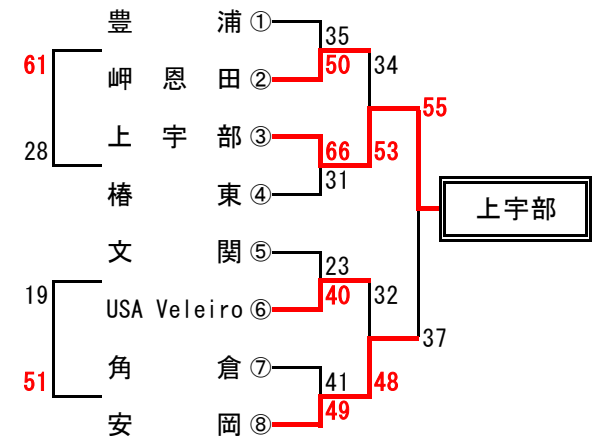 豊 浦 ①
35
61
50
34
岬 恩 田 ②
55
上 宇 部 ③
28
66
53
31
椿 東 ④
上宇部
文 関 ⑤
23
19
40
32
USA Veleiro ⑥
37
角 倉 ⑦
51
41
48
49
安 岡 ⑧